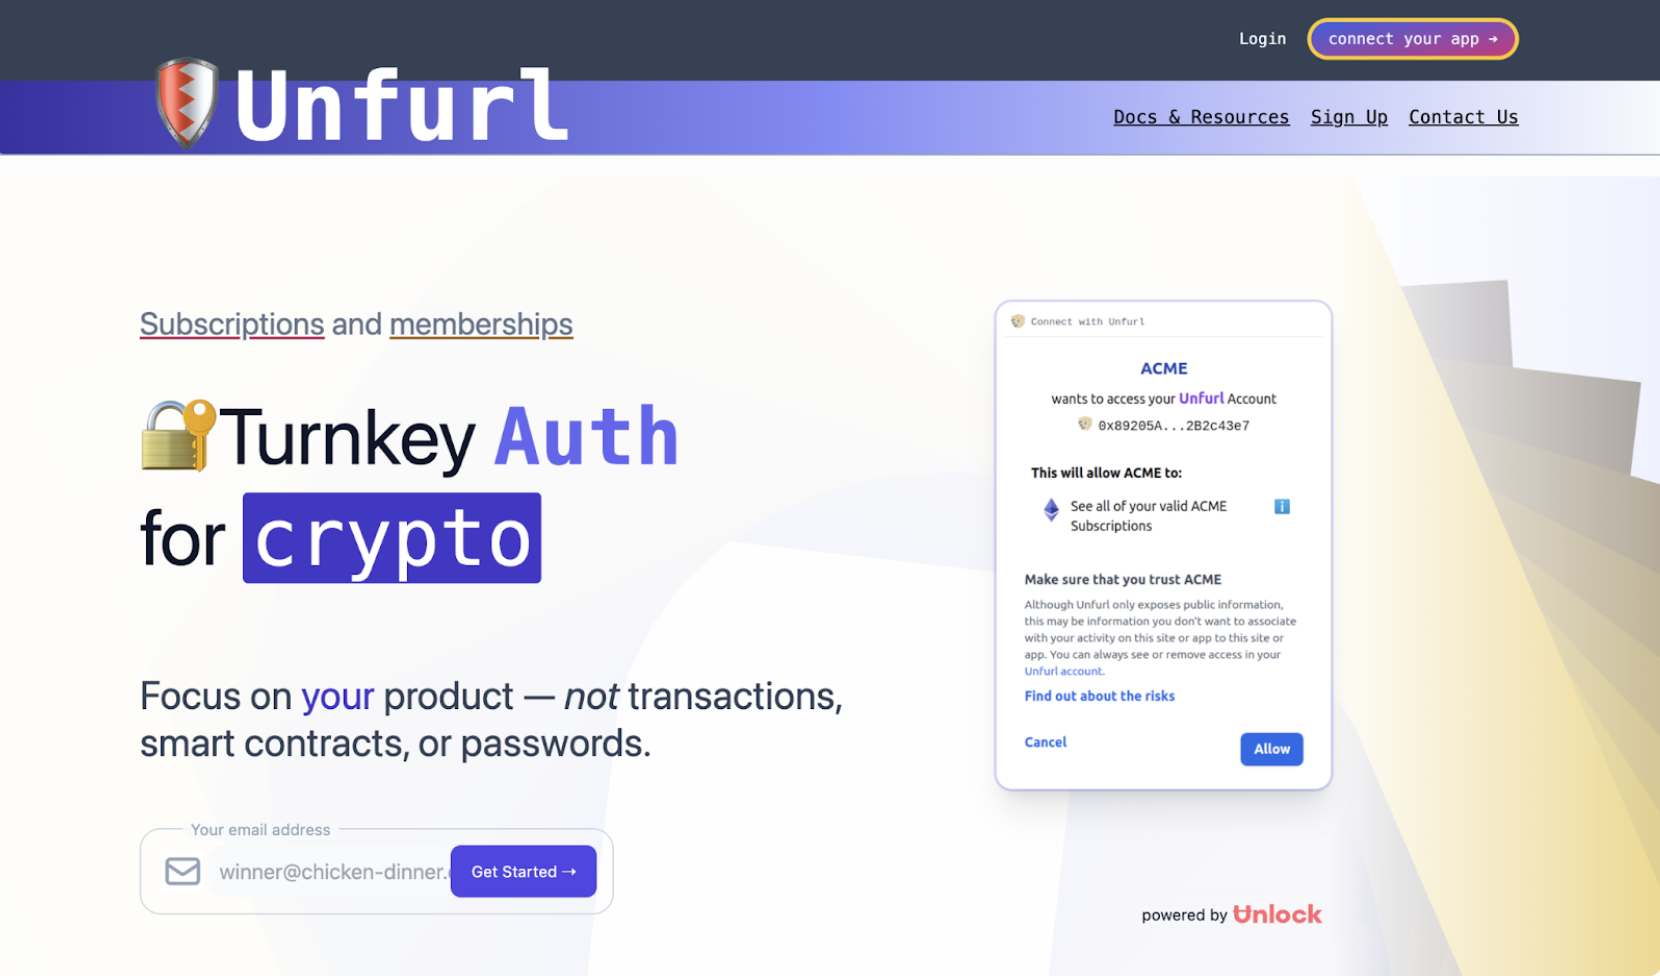 Login
connect your app →
Unfurl
Docs & Resources
Sign Up
Contact Us
Subscriptions and memberships
Turnkey Auth
for crypto
Focus on your product — not transactions,
smart contracts, or passwords.
Your email address
winner@chicken-dinner.
Get Started →
Connect with Unfurl
ACME
wants to access your Unfurl Account
0x89205A...2B2c43e7
This will allow ACME to:
See all of your valid ACME
Subscriptions
Make sure that you trust ACME
Although Unfurl only exposes public information,
this may be information you don't want to associate
with your activity on this site or app to this site or
app. You can always see or remove access in your
Unfurl account.
Find out about the risks
Cancel
Allow
powered by Unlock